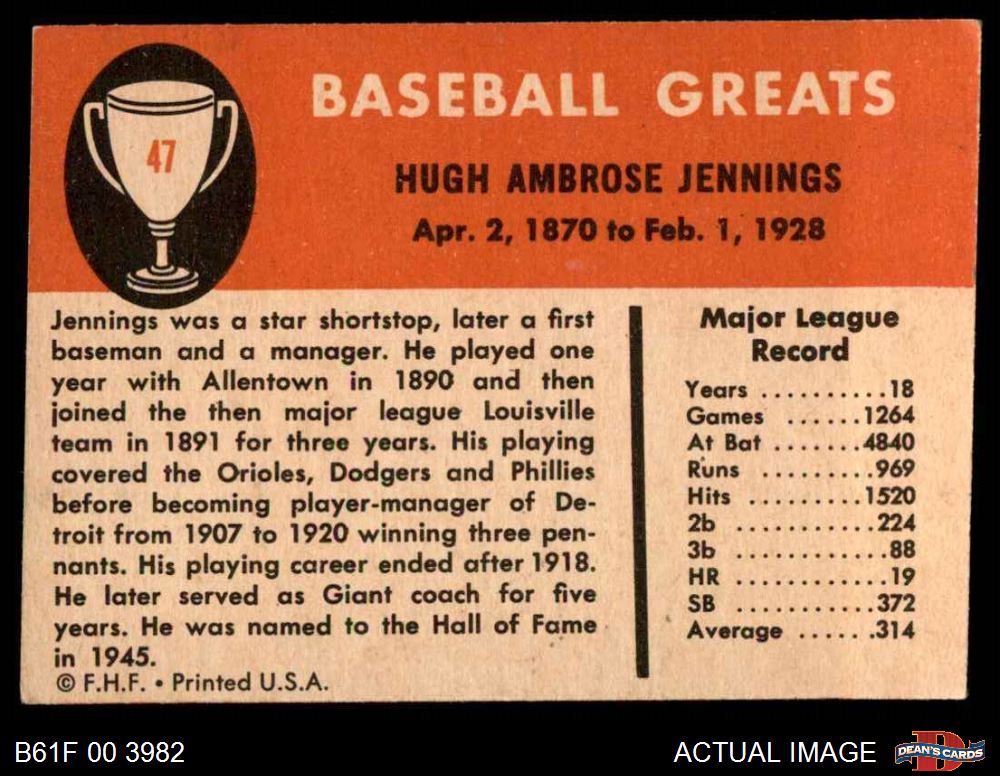 47
BASEBALL GREATS
HUGH AMBROSE JENNINGS
Apr. 2, 1870 to Feb. 1, 1928
Jennings was a star shortstop, later a first
baseman and a manager. He played one
year with Allentown in 1890 and then
joined the then major league Louisville
team in 1891 for three years. His playing
covered the Orioles, Dodgers and Phillies
before becoming player-manager of De-
troit from 1907 to 1920 winning three pen-
nants. His playing career ended after 1918.
He later served as Giant coach for five
years. He was named to the Hall of Fame
in 1945.
© F.H.F. • Printed U.S.A.
Major League
Record
Years ..........18
Games ......1264
At Bat .......4840
Runs .........969
Hits .........1520
2b ...........224
3b ............88
HR ............19
SB ...........372
Average ......314
B61F 00 3982
ACTUAL IMAGE
DEAN'S CARDS